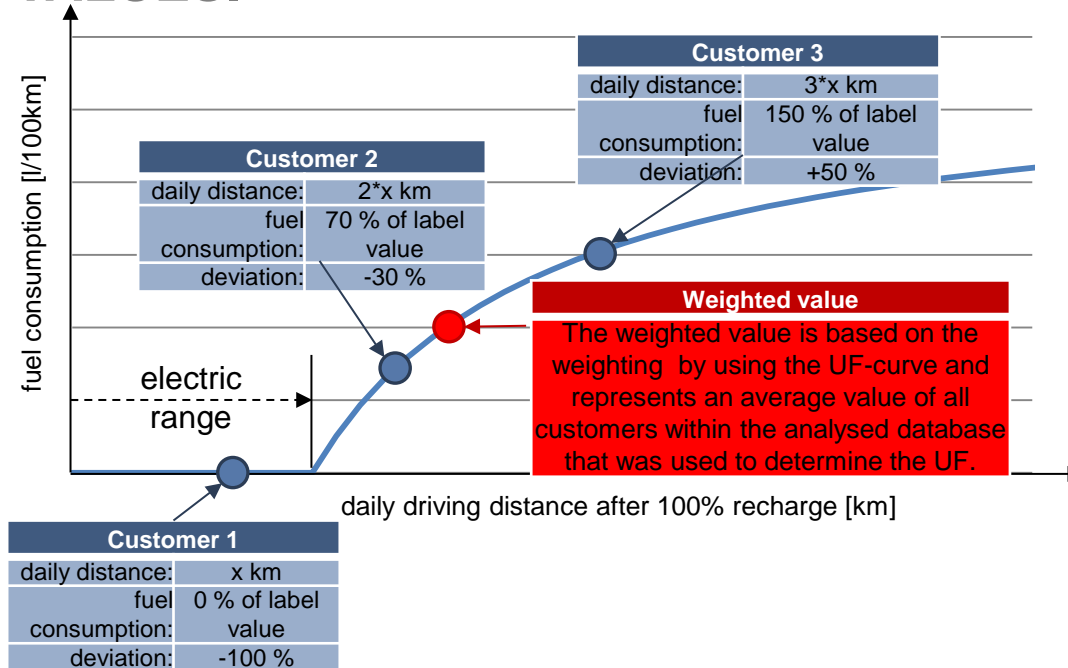 fuel consumption [l/100km]
Customer 3
daily distance: 3*x km
fuel 150 % of label
consumption: value
deviation: +50 %
Customer 2
daily distance: 2*x km
fuel 70 % of label
consumption: value
deviation: -30 %
Weighted value
The weighted value is based on the
weighting by using the UF-curve and
represents an average value of all
customers within the analysed database
that was used to determine the UF.
electric
range
daily driving distance after 100% recharge [km]
Customer 1
daily distance: x km
fuel 0 % of label
consumption: value
deviation: -100 %